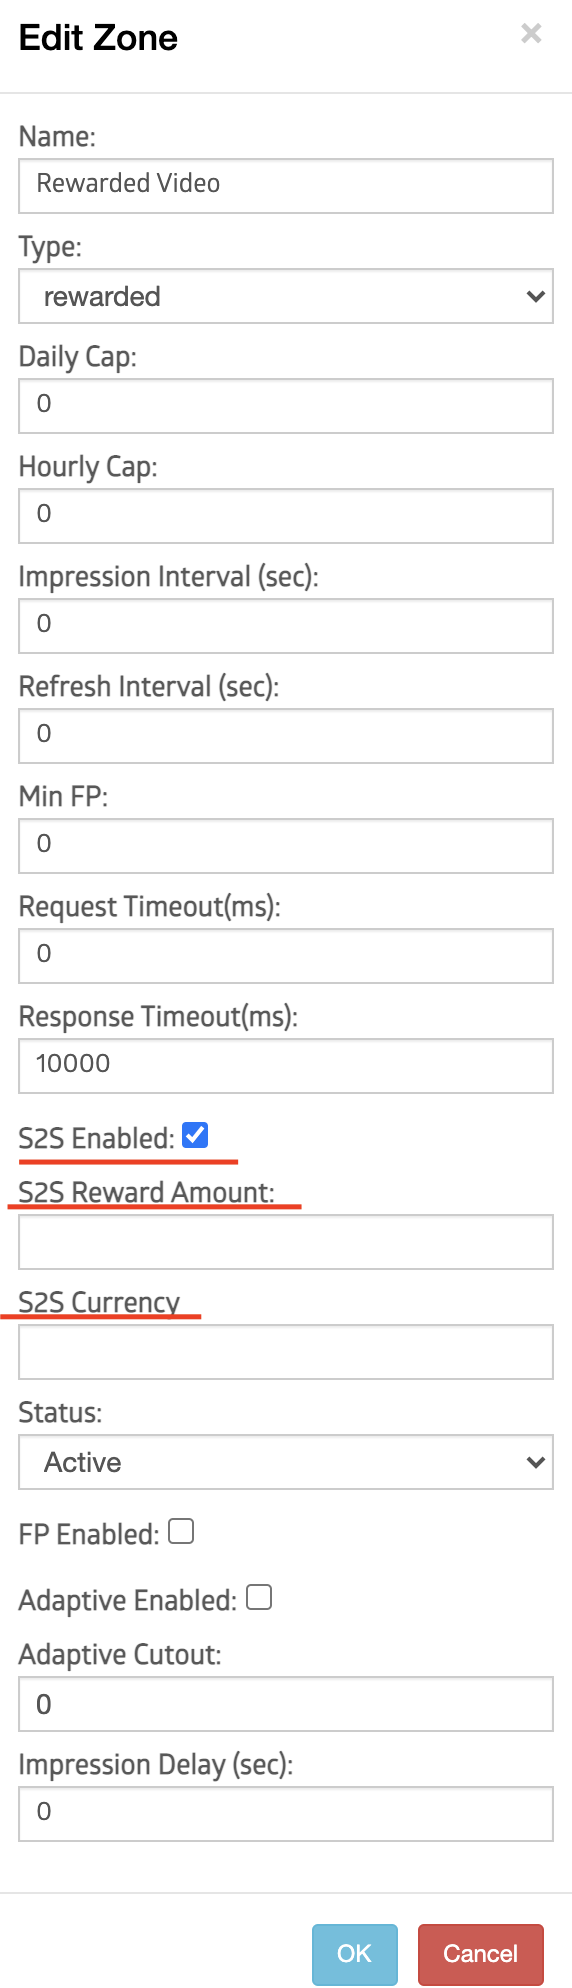 Edit Zone ×
Name:
Rewarded Video
Type:
rewarded
Daily Cap:
0
Hourly Cap:
0
Impression Interval (sec):
0
Refresh Interval (sec):
0
Min FP:
0
Request Timeout(ms):
0
Response Timeout(ms):
10000
S2S Enabled:
S2S Reward Amount:
S2S Currency
Status:
Active
FP Enabled:
Adaptive Enabled:
Adaptive Cutout:
0
Impression Delay (sec):
0
OK Cancel